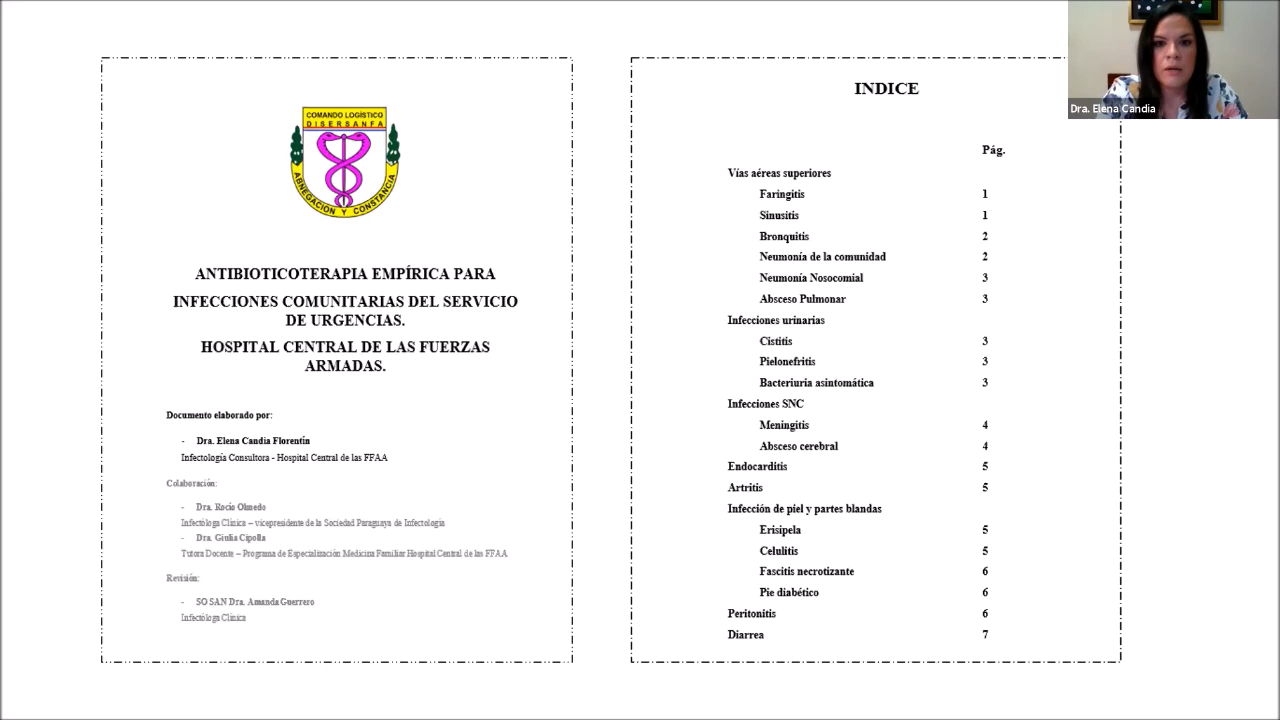 COMANDO LOGÍSTICO
DISERSANFA
ABNEGACION Y CONSTANCIA
ANTIBIOTICOTERAPIA EMPÍRICA PARA
INFECCIONES COMUNITARIAS DEL SERVICIO
DE URGENCIAS.
HOSPITAL CENTRAL DE LAS FUERZAS
ARMADAS.
Documento elaborado por:
- Dra. Elena Candia Florentín
Infectología Consultora - Hospital Central de las FFAA
Colaboración:
- Dra. Rocío Olmedo
Infectóloga Clínica – vicepresidente de la Sociedad Paraguaya de Infectología
- Dra. Giulia Cipolla
Tutora Docente – Programa de Especialización Medicina Familiar Hospital Central de las FFAA
Revisión:
- SO SAN Dra. Amanda Guerrero
Infectóloga Clínica
INDICE
Pág.
Vías aéreas superiores
Faringitis 1
Sinusitis 1
Bronquitis 2
Neumonía de la comunidad 2
Neumonía Nosocomial 3
Absceso Pulmonar 3
Infecciones urinarias
Cistitis 3
Pielonefritis 3
Bacteriuria asintomática 3
Infecciones SNC
Meningitis 4
Absceso cerebral 4
Endocarditis 5
Artritis 5
Infección de piel y partes blandas
Erisipela 5
Celulitis 5
Fascitis necrotizante 6
Pie diabético 6
Peritonitis 6
Diarrea 7
Dra. Elena Candia